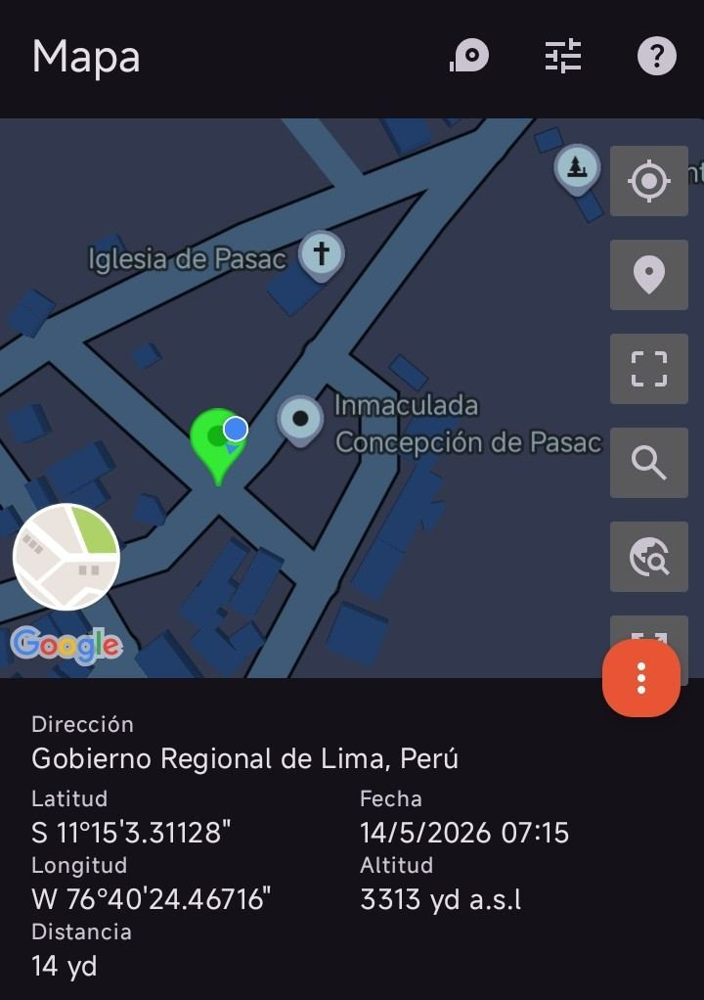 Mapa
Iglesia de Pasac
Inmaculada
Concepción de Pasac
Google
Dirección
Gobierno Regional de Lima, Perú
Latitud
S 11°15'3.31128"
Fecha
14/5/2026 07:15
Longitud
W 76°40'24.46716"
Altitud
3313 yd a.s.l
Distancia
14 yd